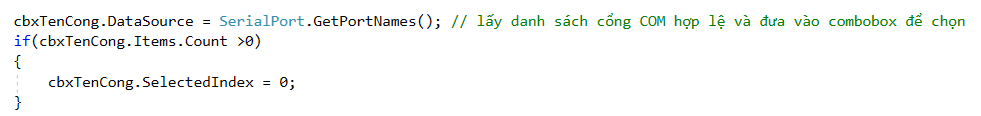 cbxTenCong.DataSource = SerialPort.GetPortNames(); // lấy danh sách cổng COM hợp lệ và đưa vào combobox để chọn
if(cbxTenCong.Items.Count >0)
{
    cbxTenCong.SelectedIndex = 0;
}